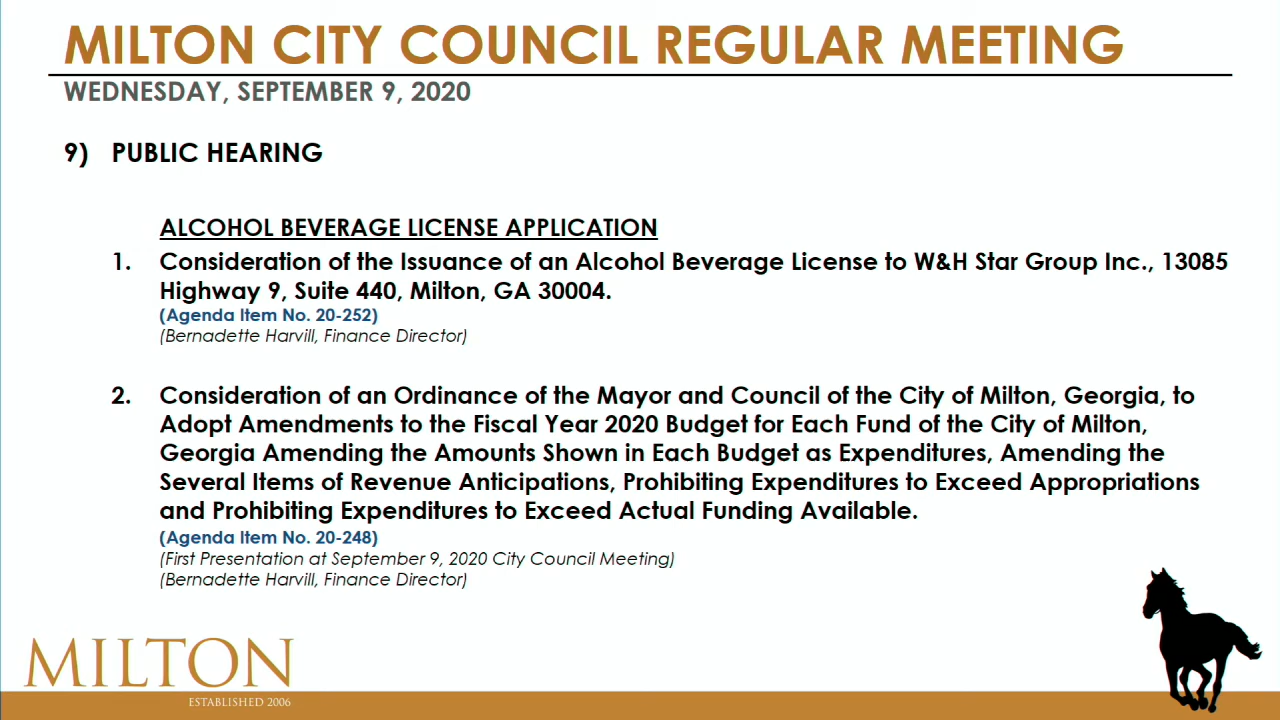 MILTON CITY COUNCIL REGULAR MEETING
WEDNESDAY, SEPTEMBER 9, 2020
9) PUBLIC HEARING
ALCOHOL BEVERAGE LICENSE APPLICATION
1. Consideration of the Issuance of an Alcohol Beverage License to W&H Star Group Inc., 13085
Highway 9, Suite 440, Milton, GA 30004.
(Agenda Item No. 20-252)
(Bernadette Harvill, Finance Director)
2. Consideration of an Ordinance of the Mayor and Council of the City of Milton, Georgia, to
Adopt Amendments to the Fiscal Year 2020 Budget for Each Fund of the City of Milton,
Georgia Amending the Amounts Shown in Each Budget as Expenditures, Amending the
Several Items of Revenue Anticipations, Prohibiting Expenditures to Exceed Appropriations
and Prohibiting Expenditures to Exceed Actual Funding Available.
(Agenda Item No. 20-248)
(First Presentation at September 9, 2020 City Council Meeting)
(Bernadette Harvill, Finance Director)
MILTON
ESTABLISHED 2006